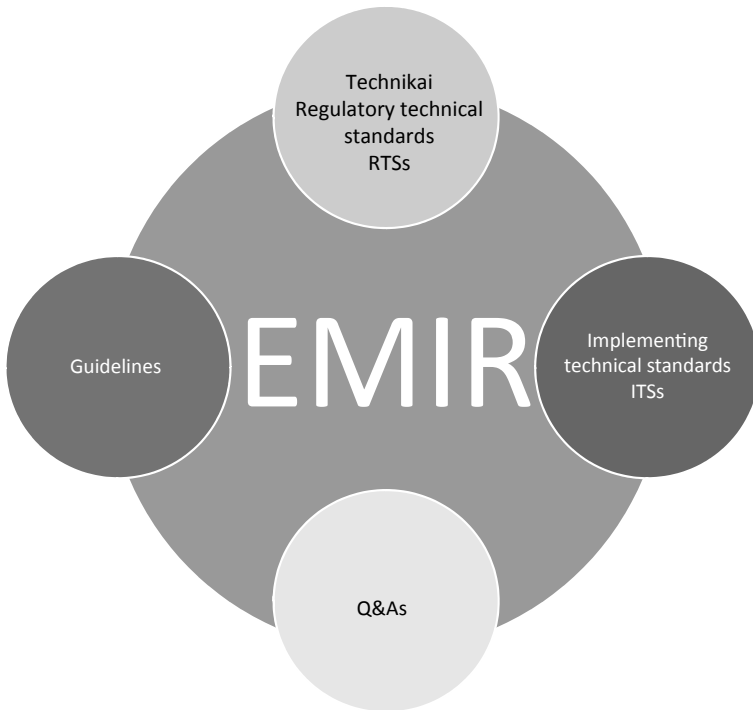 Technikai
Regulatory technical
standards
RTSs
Guidelines
EMIR
Implementing
technical standards
ITSs
Q&As